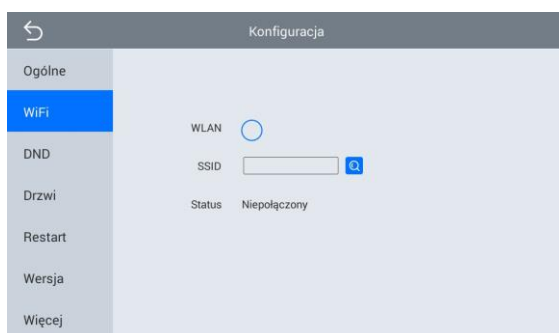 Konfiguracja
Ogólne
WiFi
DND
Drzwi
Restart
Wersja
Więcej
WLAN
SSID
Status Niepołączony